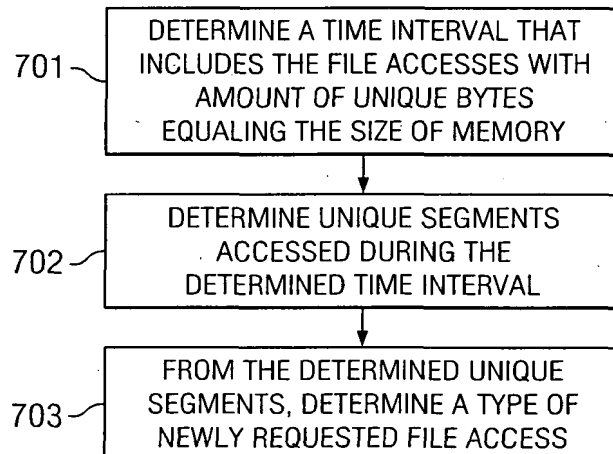 701
DETERMINE A TIME INTERVAL THAT
INCLUDES THE FILE ACCESSES WITH
AMOUNT OF UNIQUE BYTES
EQUALING THE SIZE OF MEMORY
702
DETERMINE UNIQUE SEGMENTS
ACCESSED DURING THE
DETERMINED TIME INTERVAL
703
FROM THE DETERMINED UNIQUE
SEGMENTS, DETERMINE A TYPE OF
NEWLY REQUESTED FILE ACCESS